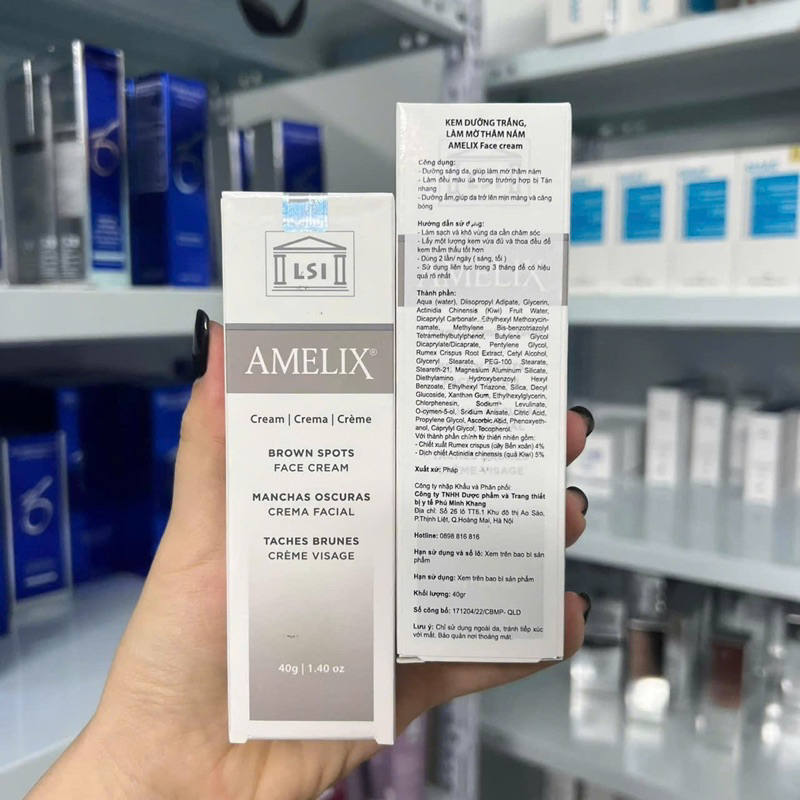 LSI
AMELIX®
Cream | Crema | Crème
BROWN SPOTS
FACE CREAM
MANCHAS OSCURAS
CREMA FACIAL
TACHES BRUNES
CRÈME VISAGE
40g | 1.40 oz
KEM DƯỠNG TRẮNG,
LÀM MỜ THÂM NÁM
AMELIX Face cream
Công dụng:
- Dưỡng sáng da, giúp làm mờ thâm nám
- Làm đều màu da trong trường hợp bị Tàn
nhang
- Dưỡng ẩm,giúp da trở lên mịn màng và căng
bóng
Hướng dẫn sử dụng:
- Làm sạch và khô vùng da cần chăm sóc
- Lấy một lượng kem vừa đủ và thoa đều để
kem thẩm thấu tốt hơn
- Dùng 2 lần/ ngày ( sáng, tối )
- Sử dụng liên tục trong 3 tháng để có hiệu
quả rõ nhất
Thành phần:
Aqua (water), Diisopropyl Adipate, Glycerin,
Actinidia Chinensis (Kiwi) Fruit Water,
Dicaprylyl Carbonate, Ethylhexyl Methoxycin-
namate, Methylene Bis-benzotriazolyl
Tetramethylbutylphenol, Butylene Glycol
Dicaprylate/Dicaprate, Pentylene Glycol,
Rumex Crispus Root Extract, Cetyl Alcohol,
Glyceryl Stearate, PEG-100 Stearate,
Steareth-21, Magnesium Aluminum Silicate,
Diethylamino Hydroxybenzoyl Hexyl
Benzoate, Ethylhexyl Triazone, Silica, Decyl
Glucoside, Xanthan Gum, Ethylhexylglycerin,
Chlorphenesin, Sodium Levulinate,
O-cymen-5-ol, Sodium Anisate, Citric Acid,
Propylene Glycol, Ascorbic Acid, Phenoxyeth-
anol, Caprylyl Glycol, Tocopherol.
Với thành phần chính từ thiên nhiên gồm:
- Chiết xuất Rumex crispus (cây Bến xoăn) 4%
- Dịch chiết Actinidia chinensis (quả Kiwi) 5%
Xuất xứ: Pháp
Công ty nhập Khẩu và Phân phối:
Công ty TNHH Dược phẩm và Trang thiết
bị y tế Phú Minh Khang
Địa chỉ: Số 26 lô TT6.1 Khu đô thị Ao Sào,
P.Thịnh Liệt, Q.Hoàng Mai, Hà Nội
Hotline: 0898 816 816
Hạn sử dụng và số lô: Xem trên bao bì sản
phẩm
Hạn sử dụng: Xem trên bao bì sản phẩm
Khối lượng: 40gr
Số công bố: 171204/22/CBMP- QLD
Lưu ý: Chỉ sử dụng ngoài da, tránh tiếp xúc
với mắt. Bảo quản nơi thoáng mát.